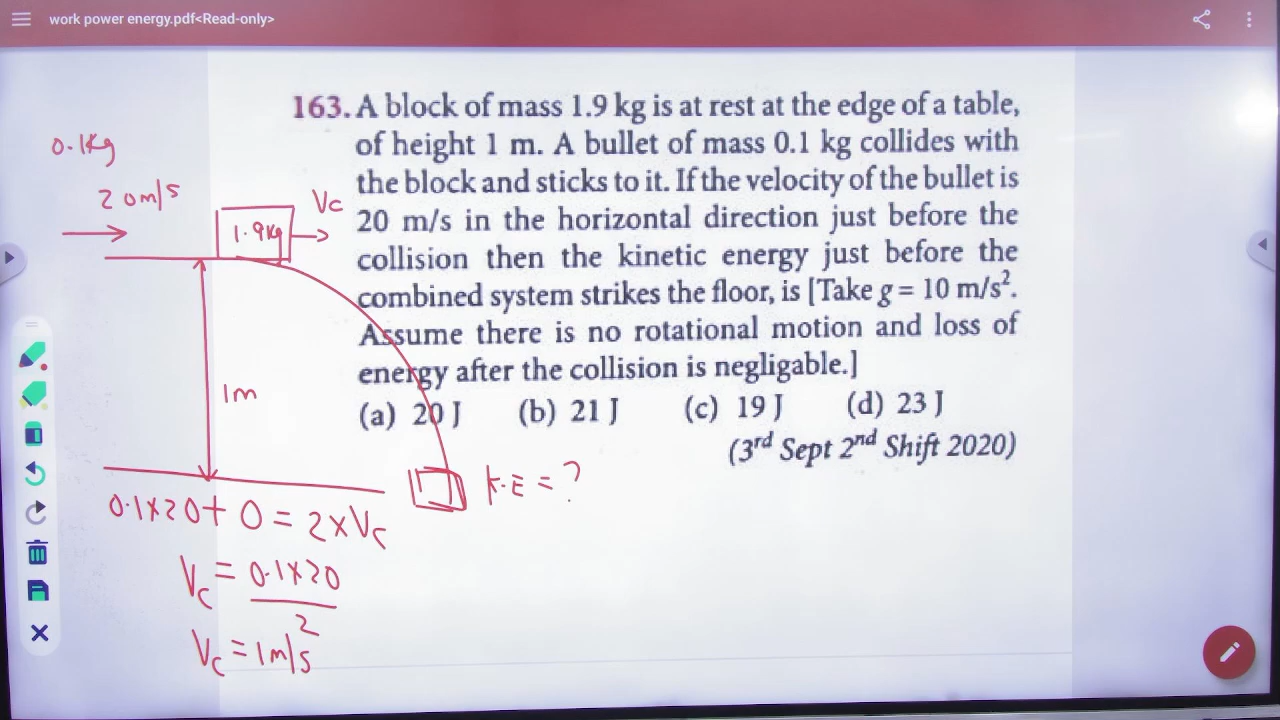 work power energy.pdf<Read-only>
163. A block of mass 1.9 kg is at rest at the edge of a table,
of height 1 m. A bullet of mass 0.1 kg collides with
the block and sticks to it. If the velocity of the bullet is
20 m/s in the horizontal direction just before the
collision then the kinetic energy just before the
combined system strikes the floor, is [Take g = 10 m/s².
Assume there is no rotational motion and loss of
energy after the collision is negligable.]
(a) 20 J (b) 21 J (c) 19 J (d) 23 J
(3rd Sept 2nd Shift 2020)
0.1kg
20m/s
1.9kg
Vc
1m
K.E = ?
0.1×20+ 0 = 2×Vc
Vc = 0.1×20
2
Vc = 1m/s